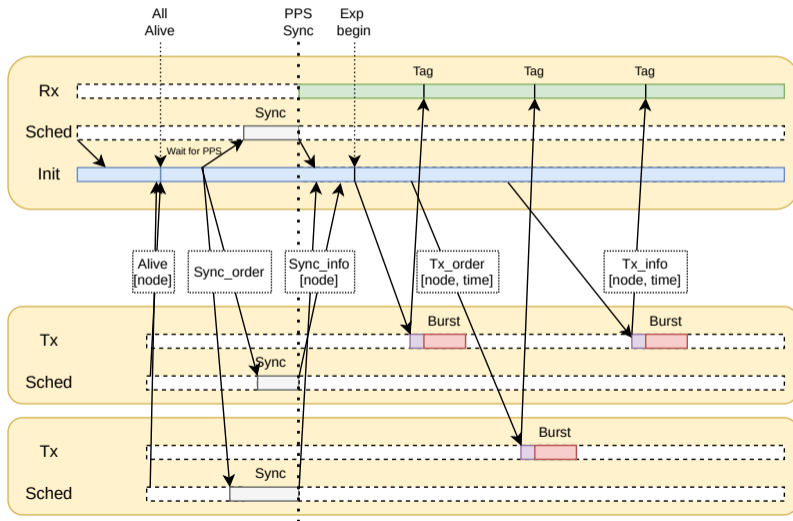 All
Alive
PPS
Sync
Exp
begin
Rx
Tag
Tag
Tag
Sched
Sync
Wait for PPS
Init
Alive
[node]
Sync_order
Sync_info
[node]
Tx_order
[node, time]
Tx_info
[node, time]
Tx
Burst
Burst
Sched
Sync
Tx
Burst
Sched
Sync